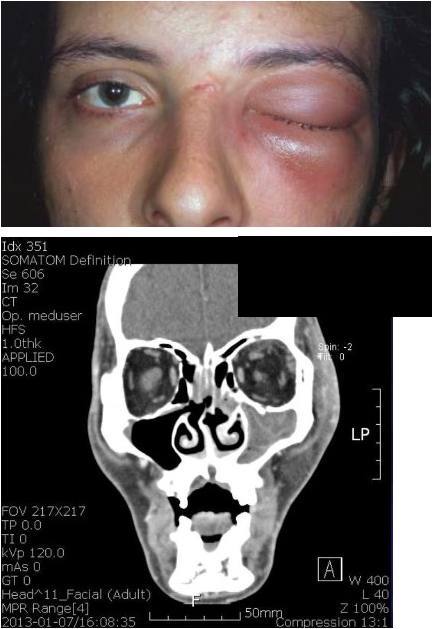 Idx 351
SOMATOM Definition
Se 606
Im 32
CT
Op. meduser
HFS
1.0thk
APPLIED
100.0
Spin: -2
Tilt: 0
LP
FOV 217X217
TP 0.0
TI 0
kVp 120.0
mAs 0
GT 0
Head^11_Facial (Adult)
MPR Range[4]
2013-01-07/16:08:35
F
50mm
A
W 400
L 40
Z 100%
Compression 13:1